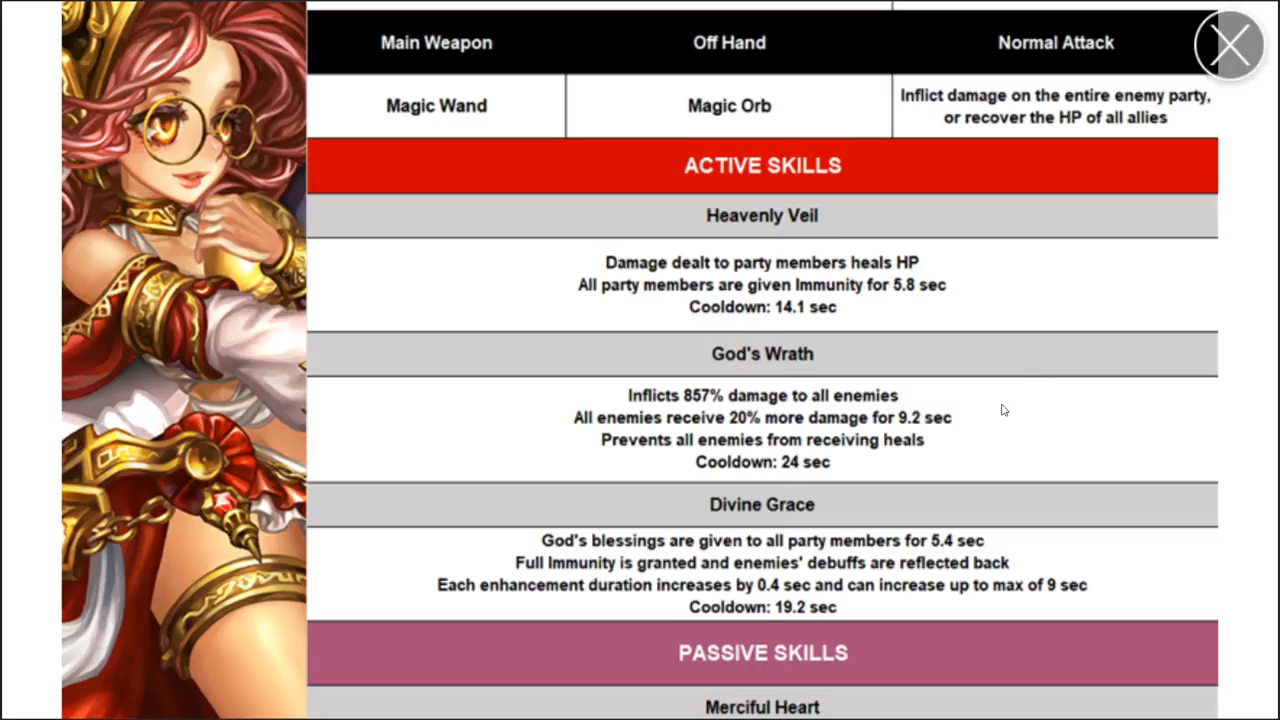 Main Weapon
Off Hand
Normal Attack
Magic Wand
Magic Orb
Inflict damage on the entire enemy party,
or recover the HP of all allies
ACTIVE SKILLS
Heavenly Veil
Damage dealt to party members heals HP
All party members are given Immunity for 5.8 sec
Cooldown: 14.1 sec
God's Wrath
Inflicts 857% damage to all enemies
All enemies receive 20% more damage for 9.2 sec
Prevents all enemies from receiving heals
Cooldown: 24 sec
Divine Grace
God's blessings are given to all party members for 5.4 sec
Full Immunity is granted and enemies' debuffs are reflected back
Each enhancement duration increases by 0.4 sec and can increase up to max of 9 sec
Cooldown: 19.2 sec
PASSIVE SKILLS
Merciful Heart